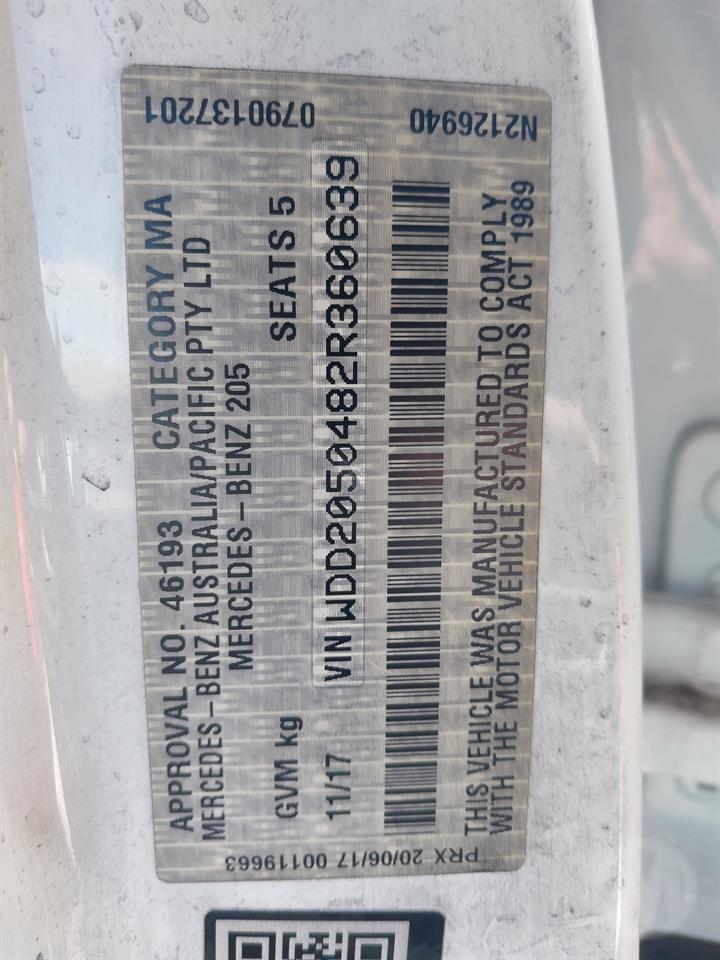 APPROVAL NO. 46193 CATEGORY MA
MERCEDES-BENZ AUSTRALIA/PACIFIC PTY LTD
MERCEDES-BENZ 205
GVM kg SEATS 5
11/17 VIN WDD2050482R360639
THIS VEHICLE WAS MANUFACTURED TO COMPLY
WITH THE MOTOR VEHICLE STANDARDS ACT 1989
0790137201
N2126940
PRX 20/06/17 00119663